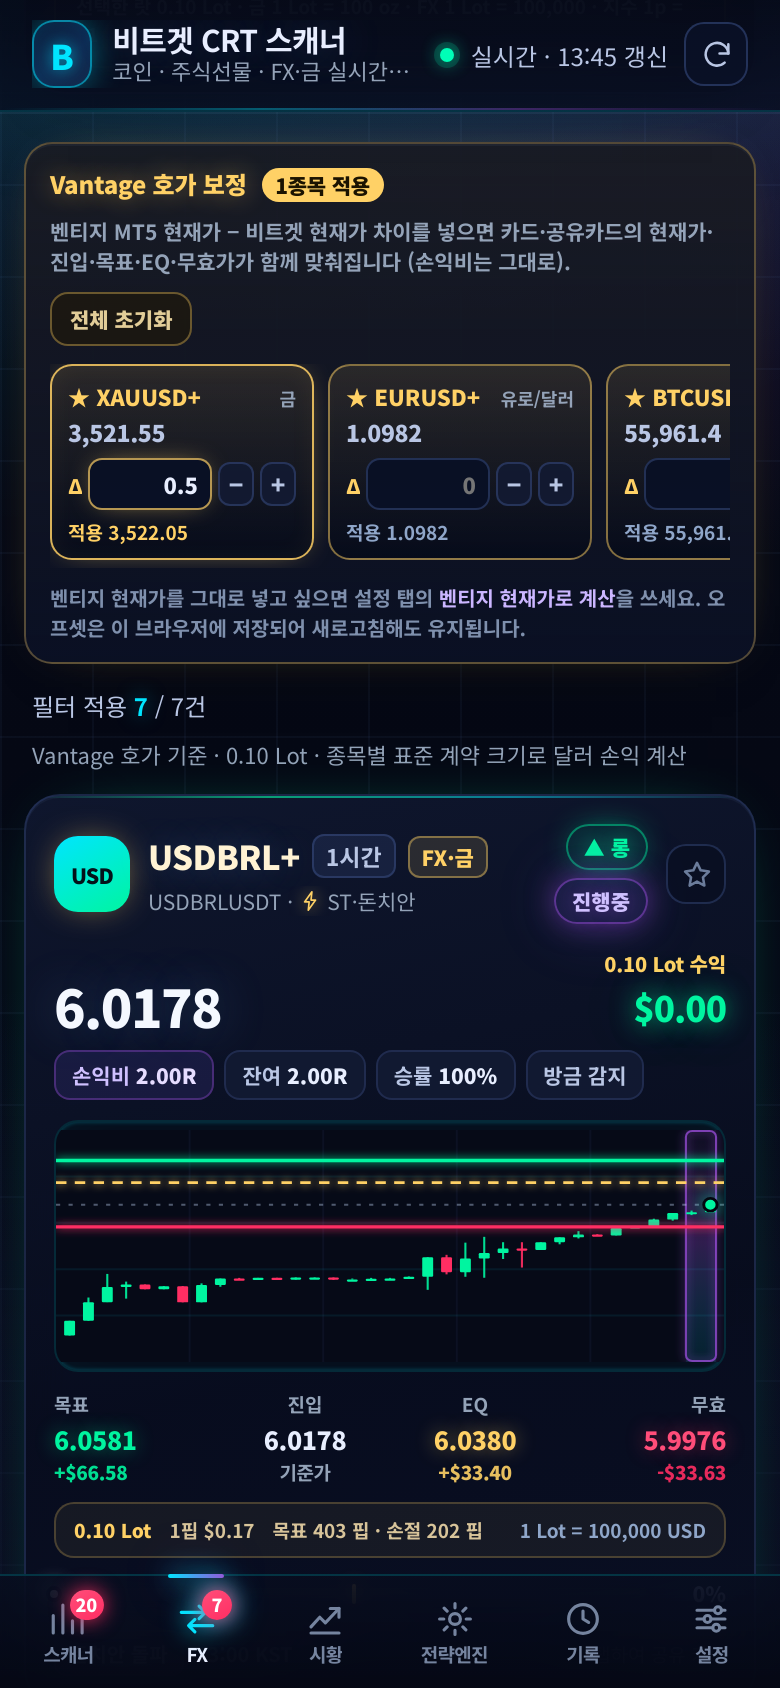 B
비트겟 CRT 스캐너
코인 · 주식선물 · FX·금 실시간…
실시간 · 13:45 갱신
Vantage 호가 보정 1종목 적용
벤티지 MT5 현재가 − 비트겟 현재가 차이를 넣으면 카드·공유카드의 현재가·
진입·목표·EQ·무효가가 함께 맞춰집니다 (손익비는 그대로).
전체 초기화
★ XAUUSD+ 금
3,521.55
Δ 0.5 − +
적용 3,522.05
★ EURUSD+ 유로/달러
1.0982
Δ 0 − +
적용 1.0982
★ BTCUS
55,961.4
Δ
적용 55,961.
벤티지 현재가를 그대로 넣고 싶으면 설정 탭의 벤티지 현재가로 계산을 쓰세요. 오
프셋은 이 브라우저에 저장되어 새로고침해도 유지됩니다.
필터 적용 7 / 7건
Vantage 호가 기준 · 0.10 Lot · 종목별 표준 계약 크기로 달러 손익 계산
USD
USDBRL+ 1시간 FX·금
USDBRLUSDT · ST·돈치안
▲ 롱
진행중
0.10 Lot 수익
6.0178
$0.00
손익비 2.00R 잔여 2.00R 승률 100% 방금 감지
목표 진입 EQ 무효
6.0581 6.0178 6.0380 5.9976
+$66.58 기준가 +$33.40 -$33.63
0.10 Lot 1핍 $0.17 목표 403 핍 · 손절 202 핍 1 Lot = 100,000 USD
0%
20 7
스캐너 FX 시황 전략엔진 기록 설정